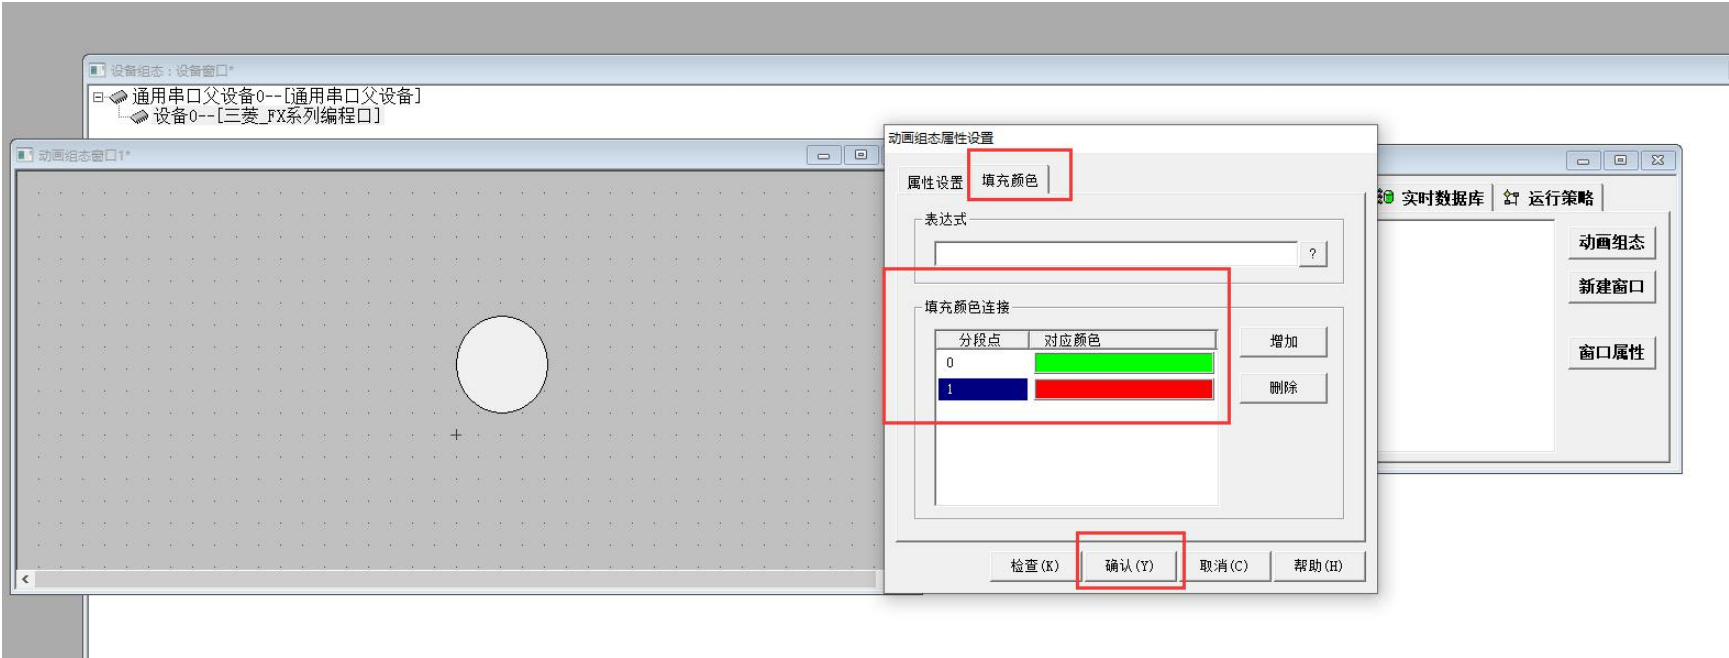 设备组态：设备窗口*
通用串口父设备0--[通用串口父设备]
设备0--[三菱_FX系列编程口]
动画组态窗口1*
动画组态属性设置
属性设置 填充颜色
表达式
?
填充颜色连接
分段点 对应颜色
0
1
增加
删除
检查(K) 确认(Y) 取消(C) 帮助(H)
实时数据库 运行策略
动画组态
新建窗口
窗口属性